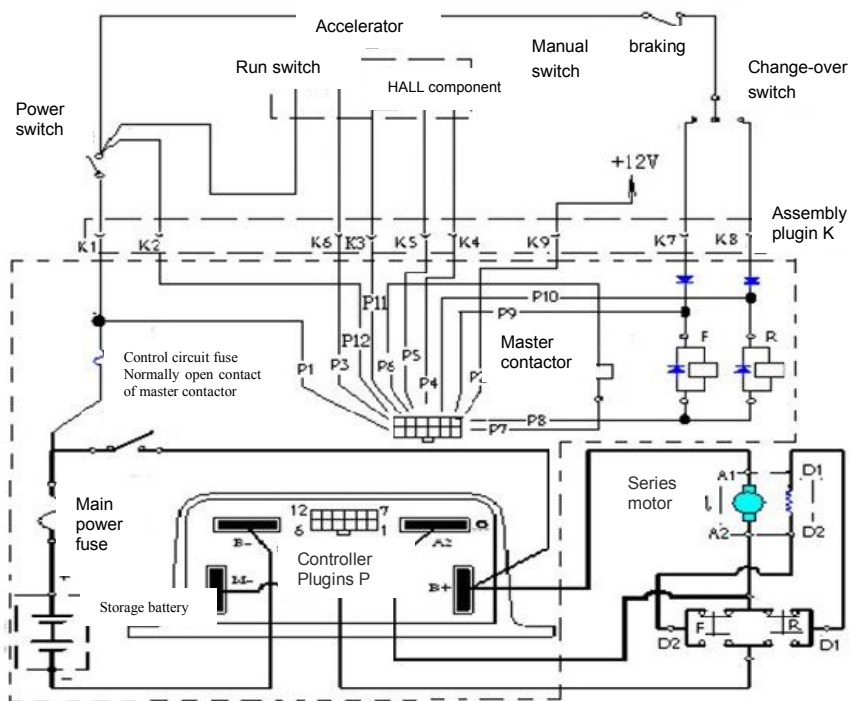 Accelerator
Manual switch
braking
Run switch
HALL component
Change-over switch
Power switch
+12V
Assembly plugin K
K1
K2
K6
K3
K5
K4
K9
K7
K8
P10
P11
P9
F
R
P12
Master contactor
Control circuit fuse
Normally open contact of master contactor
P1
P3
P6
P5
P4
P8
P7
Series motor
A1
D1
Main power fuse
12
7
6
1
B-
A2
A2
D2
Controller Plugins P
M-
B+
Storage battery
+
-
F
R
D2
D1